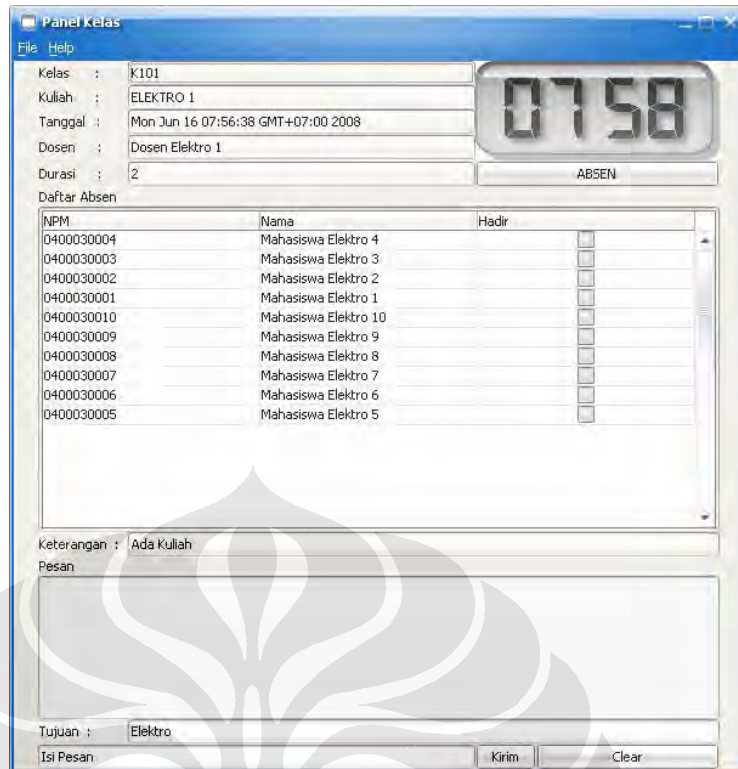 Panel Kelas
File Help
Kelas : K101
Kuliah : ELEKTRO 1
Tanggal : Mon Jun 16 07:56:38 GMT+07:00 2008
Dosen : Dosen Elektro 1
Durasi : 2
0758
ABSEN
Daftar Absen
NPM Nama Hadir
0400030004 Mahasiswa Elektro 4
0400030003 Mahasiswa Elektro 3
0400030002 Mahasiswa Elektro 2
0400030001 Mahasiswa Elektro 1
0400030010 Mahasiswa Elektro 10
0400030009 Mahasiswa Elektro 9
0400030008 Mahasiswa Elektro 8
0400030007 Mahasiswa Elektro 7
0400030006 Mahasiswa Elektro 6
0400030005 Mahasiswa Elektro 5
Keterangan : Ada Kuliah
Pesan
Tujuan : Elektro
Isi Pesan Kirim Clear